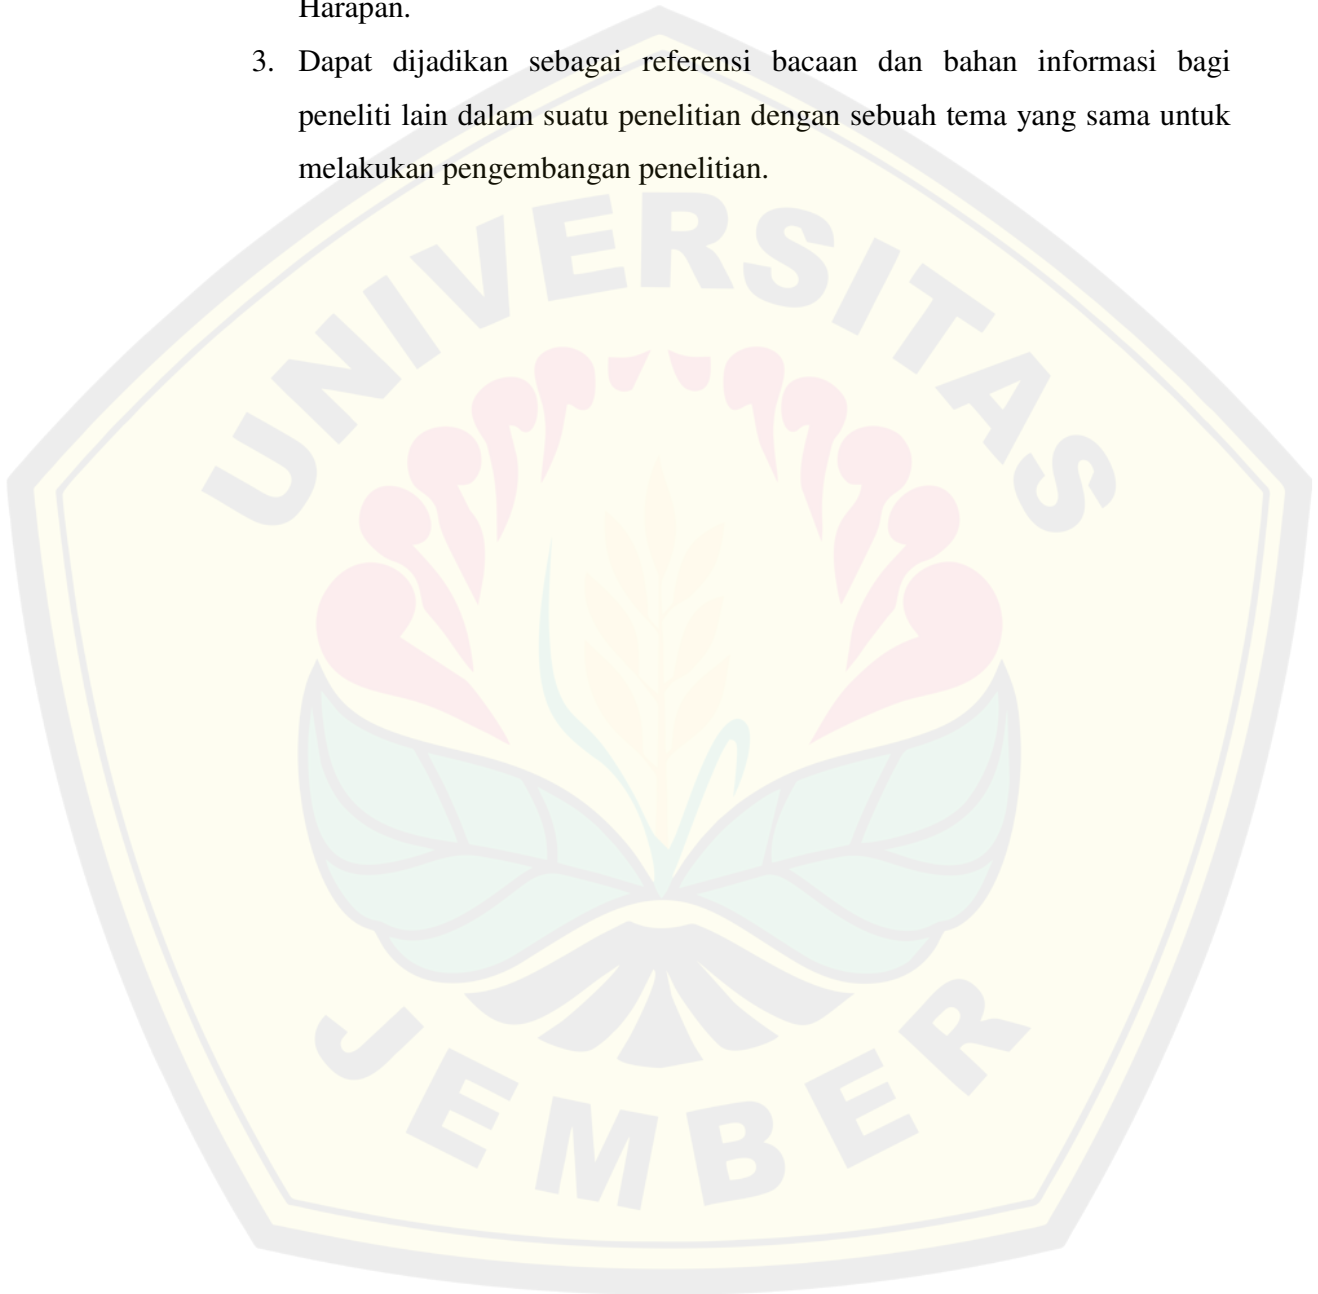 Harapan.
3. Dapat dijadikan sebagai referensi bacaan dan bahan informasi bagi
peneliti lain dalam suatu penelitian dengan sebuah tema yang sama untuk
melakukan pengembangan penelitian.
UNIVERSITAS
JEMBER